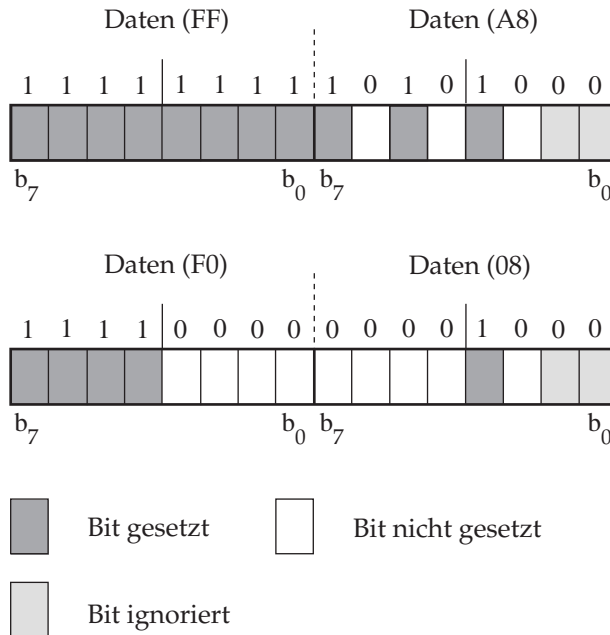 Daten (FF) Daten (A8)
1 1 1 1 1 1 1 1 1 0 1 0 1 0 0 0
b7 b0 b7 b0
Daten (F0) Daten (08)
1 1 1 1 0 0 0 0 0 0 0 0 1 0 0 0
b7 b0 b7 b0
Bit gesetzt Bit nicht gesetzt
Bit ignoriert